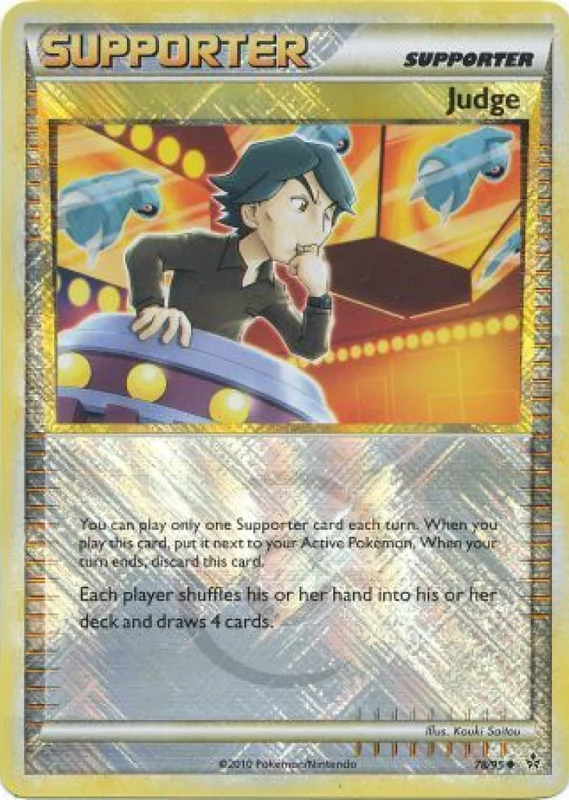 SUPPORTER
SUPPORTER
Judge
You can play only one Supporter card each turn. When you
play this card, put it next to your Active Pokémon. When your
turn ends, discard this card.
Each player shuffles his or her hand into his or her
deck and draws 4 cards.
Illus. Kouki Saitou
©2010 Pokémon/Nintendo
78/95